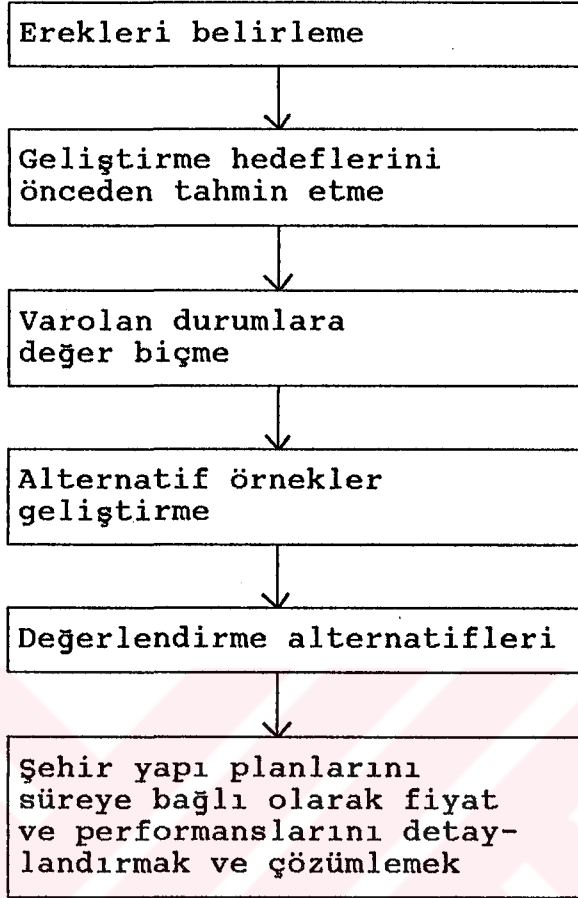 Erekleri belirleme
Geliştirme hedeflerini
önceden tahmin etme
Varolan durumlara
değer biçme
Alternatif örnekler
geliştirme
Değerlendirme alternatifleri
Şehir yapı planlarını
süreye bağlı olarak fiyat
ve performanslarını detay-
landırmak ve çözümlemek